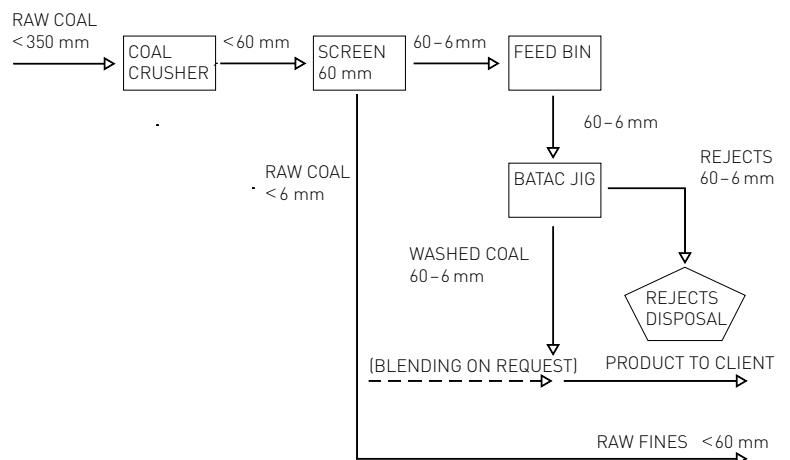 RAW COAL
<350 mm
COAL
CRUSHER
<60 mm
SCREEN
60 mm
60–6 mm
FEED BIN
60–6 mm
RAW COAL
<6 mm
BATAC JIG
REJECTS
60–6 mm
WASHED COAL
60–6 mm
REJECTS
DISPOSAL
(BLENDING ON REQUEST)
PRODUCT TO CLIENT
RAW FINES <60 mm